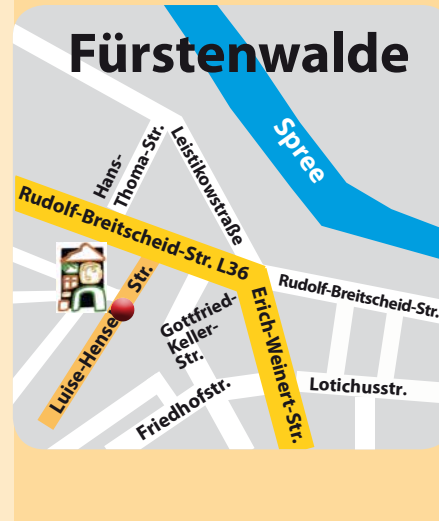 Fürstenwalde
Spree
Hans-
Thoma-Str.
Leistikowstraße
Rudolf-Breitscheid-Str. L36
Rudolf-Breitscheid-Str.
Luise-Hensel Str.
Gottfried-
Keller-
Str.
Erich-Weinert-Str.
Lotichusstr.
Friedhofstr.